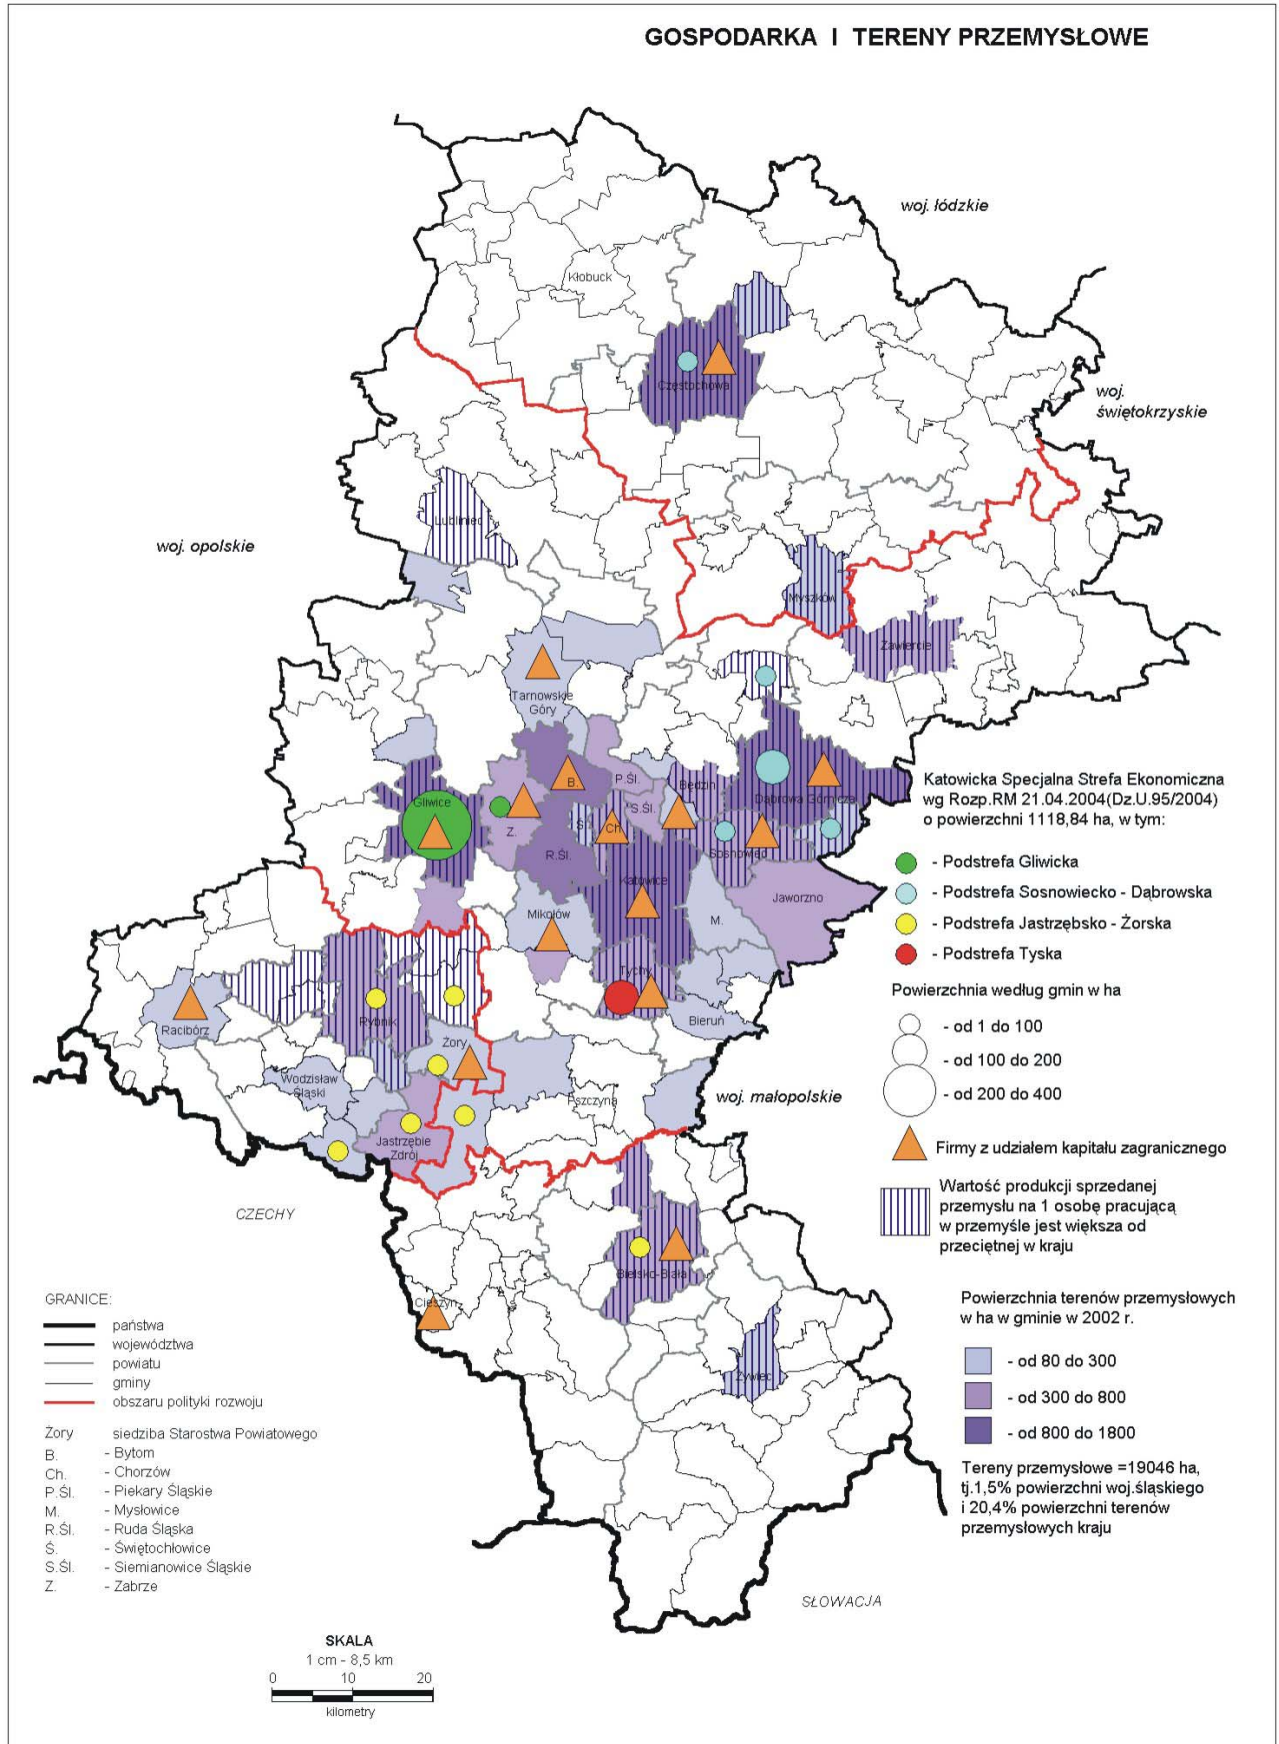 GOSPODARKA I TERENY PRZEMYSŁOWE
woj. łódzkie
Kłobuck
Częstochowa
woj.
świętokrzyskie
Lubliniec
woj. opolskie
Myszków
Zawiercie
Tarnowskie
Góry
B.
P.Śl.
Będzin
Dąbrowa Górnicza
Gliwice
Z.
S.Śl.
Ś.
Ch.
Sosnowiec
R.Śl.
Katowice
Jaworzno
Mikołów
M.
Tychy
Racibórz
Rybnik
Bieruń
Żory
Wodzisław
Śląski
Pszczyna
woj. małopolskie
Jastrzębie
Zdrój
CZECHY
Bielsko-Biała
Cieszyn
Żywiec
SŁOWACJA
Katowicka Specjalna Strefa Ekonomiczna
wg Rozp.RM 21.04.2004(Dz.U.95/2004)
o powierzchni 1118,84 ha, w tym:
- Podstrefa Gliwicka
- Podstrefa Sosnowiecko - Dąbrowska
- Podstrefa Jastrzębsko - Żorska
- Podstrefa Tyska
Powierzchnia według gmin w ha
- od 1 do 100
- od 100 do 200
- od 200 do 400
Firmy z udziałem kapitału zagranicznego
Wartość produkcji sprzedanej
przemysłu na 1 osobę pracującą
w przemyśle jest większa od
przeciętnej w kraju
Powierzchnia terenów przemysłowych
w ha w gminie w 2002 r.
- od 80 do 300
- od 300 do 800
- od 800 do 1800
Tereny przemysłowe =19046 ha,
tj.1,5% powierzchni woj.śląskiego
i 20,4% powierzchni terenów
przemysłowych kraju
GRANICE:
państwa
województwa
powiatu
gminy
obszaru polityki rozwoju
Żory siedziba Starostwa Powiatowego
B. - Bytom
Ch. - Chorzów
P.Śl. - Piekary Śląskie
M. - Mysłowice
R.Śl. - Ruda Śląska
Ś. - Świętochłowice
S.Śl. - Siemianowice Śląskie
Z. - Zabrze
SKALA
1 cm - 8,5 km
0 10 20
kilometry